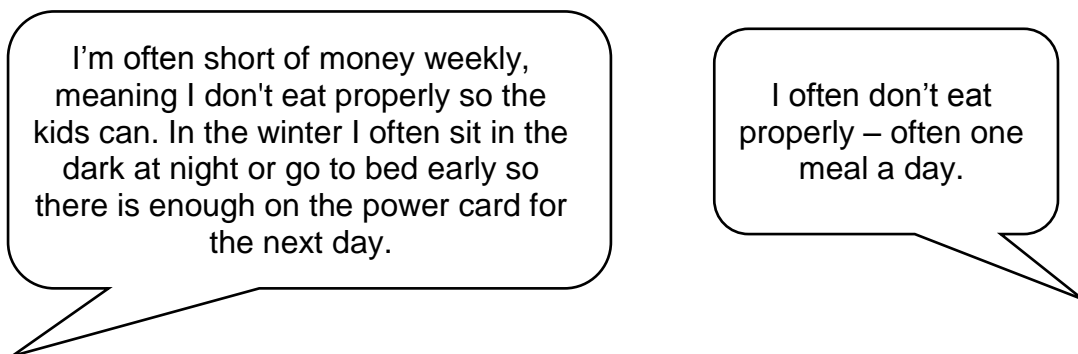 I’m often short of money weekly,
meaning I don't eat properly so the
kids can. In the winter I often sit in the
dark at night or go to bed early so
there is enough on the power card for
the next day.
I often don’t eat
properly – often one
meal a day.